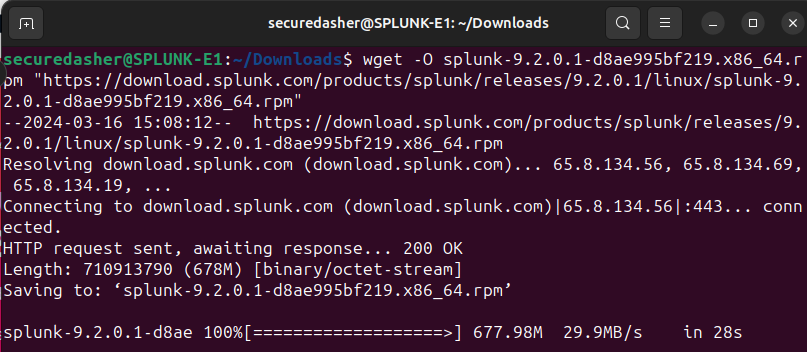 securedasher@SPLUNK-E1: ~/Downloads
securedasher@SPLUNK-E1:~/Downloads$ wget -O splunk-9.2.0.1-d8ae995bf219.x86_64.r
pm "https://download.splunk.com/products/splunk/releases/9.2.0.1/linux/splunk-9.
2.0.1-d8ae995bf219.x86_64.rpm"
--2024-03-16 15:08:12--  https://download.splunk.com/products/splunk/releases/9.
2.0.1/linux/splunk-9.2.0.1-d8ae995bf219.x86_64.rpm
Resolving download.splunk.com (download.splunk.com)... 65.8.134.56, 65.8.134.69,
 65.8.134.19, ...
Connecting to download.splunk.com (download.splunk.com)|65.8.134.56|:443... conn
ected.
HTTP request sent, awaiting response... 200 OK
Length: 710913790 (678M) [binary/octet-stream]
Saving to: ‘splunk-9.2.0.1-d8ae995bf219.x86_64.rpm’
splunk-9.2.0.1-d8ae 100%[===================>] 677.98M  29.9MB/s    in 28s